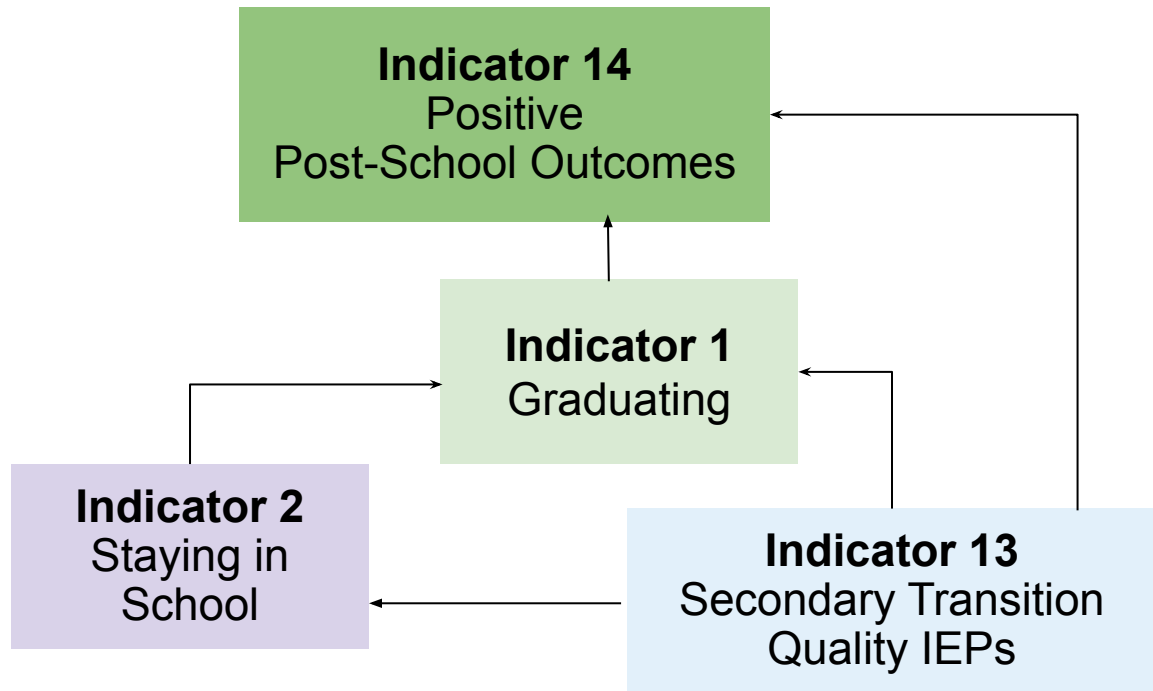 Indicator 14
Positive
Post-School Outcomes
Indicator 1
Graduating
Indicator 2
Staying in
School
Indicator 13
Secondary Transition
Quality IEPs